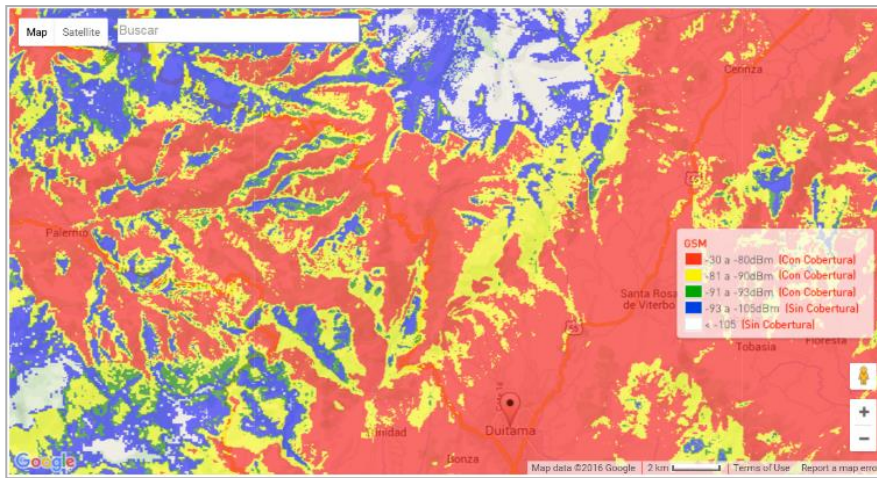 Map Satellite Buscar
Cerinza
Palermo
GSM
-30 a -80dBm (Con Cobertura)
-81 a -90dBm (Con Cobertura)
-91 a -93dBm (Con Cobertura)
-93 a -105dBm (Sin Cobertura)
< -105 (Sin Cobertura)
Santa Rosa
de Viterbo
Tobasia
Floresta
Duitama
Google
Map data ©2016 Google
2 km
Terms of Use
Report a map erro